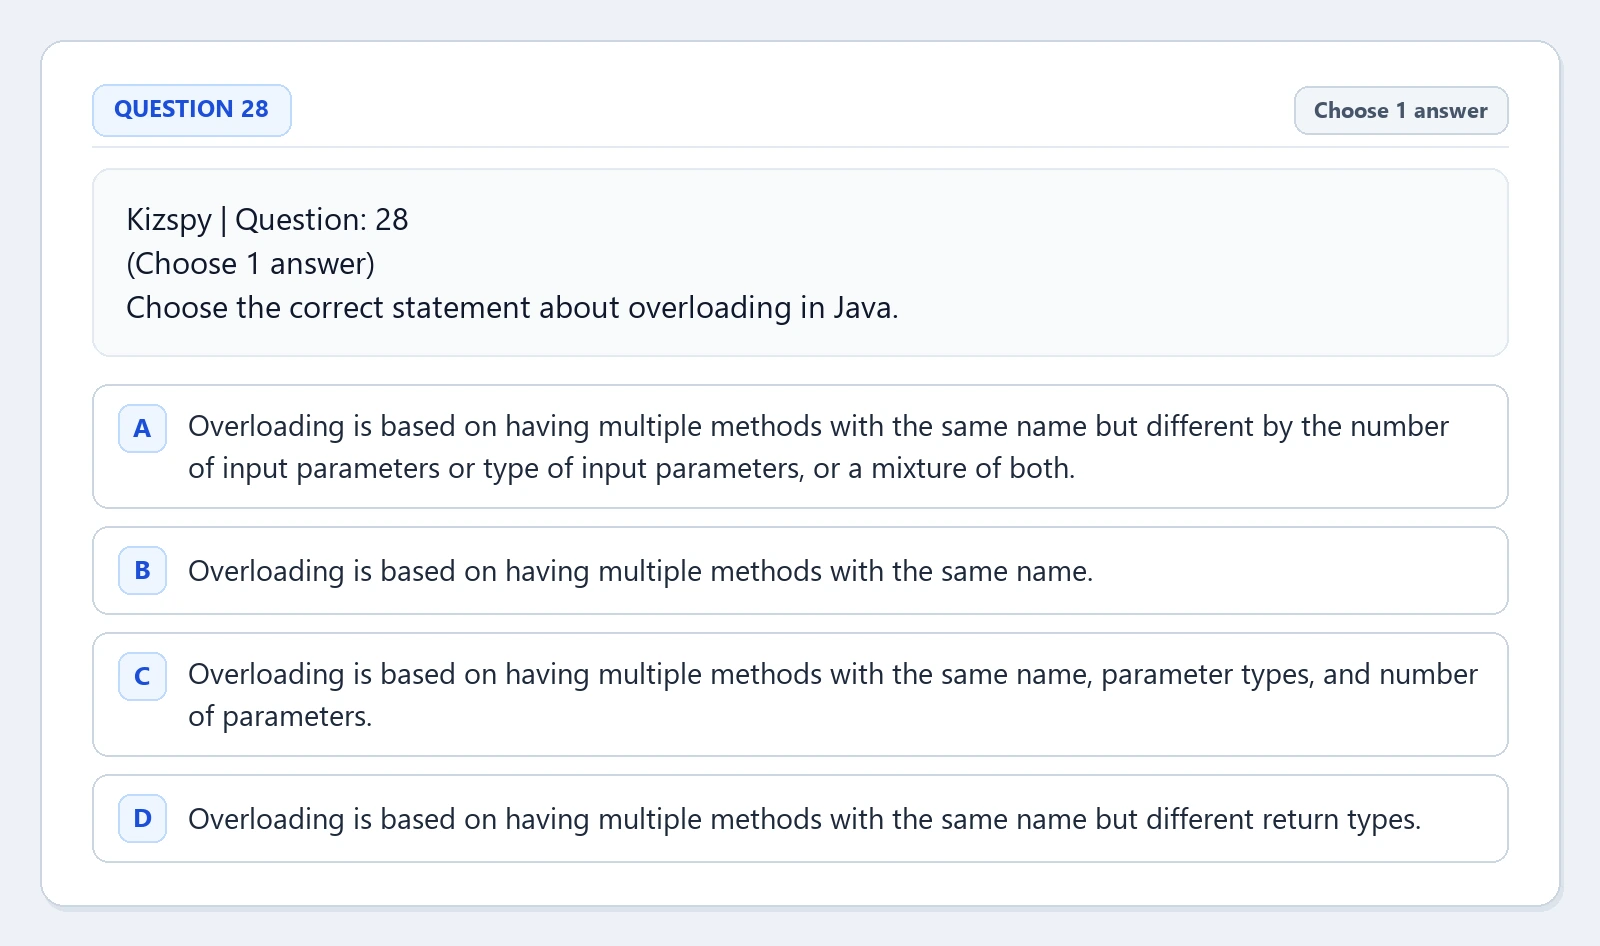 QUESTION 28
Choose 1 answer
Kizspy | Question: 28
(Choose 1 answer)
Choose the correct statement about overloading in Java.
A
Overloading is based on having multiple methods with the same name but different by the number
of input parameters or type of input parameters, or a mixture of both.
B
Overloading is based on having multiple methods with the same name.
C
Overloading is based on having multiple methods with the same name, parameter types, and number
of parameters.
D
Overloading is based on having multiple methods with the same name but different return types.